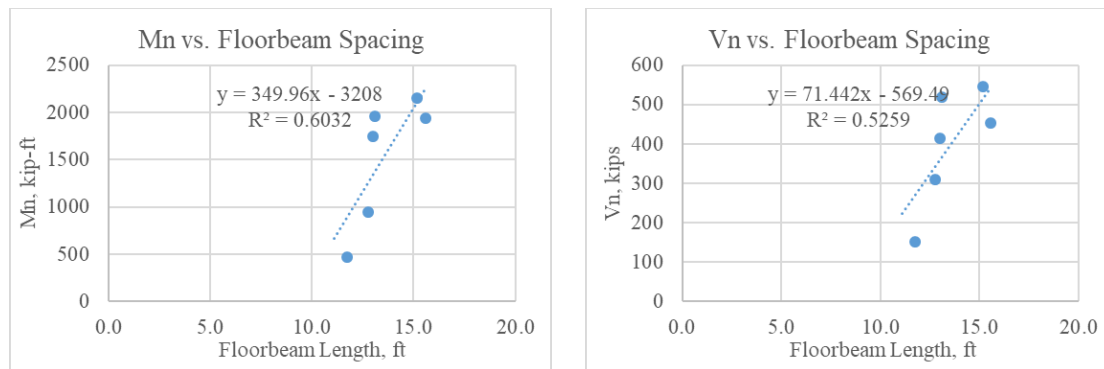 Mn vs. Floorbeam Spacing
2500
2000
1500
1000
500
0
Mn, kip-ft
y = 349.96x - 3208
R² = 0.6032
0.0 5.0 10.0 15.0 20.0
Floorbeam Length, ft
Vn vs. Floorbeam Spacing
600
500
400
300
200
100
0
Vn, kips
y = 71.442x - 569.49
R² = 0.5259
0.0 5.0 10.0 15.0 20.0
Floorbeam Length, ft